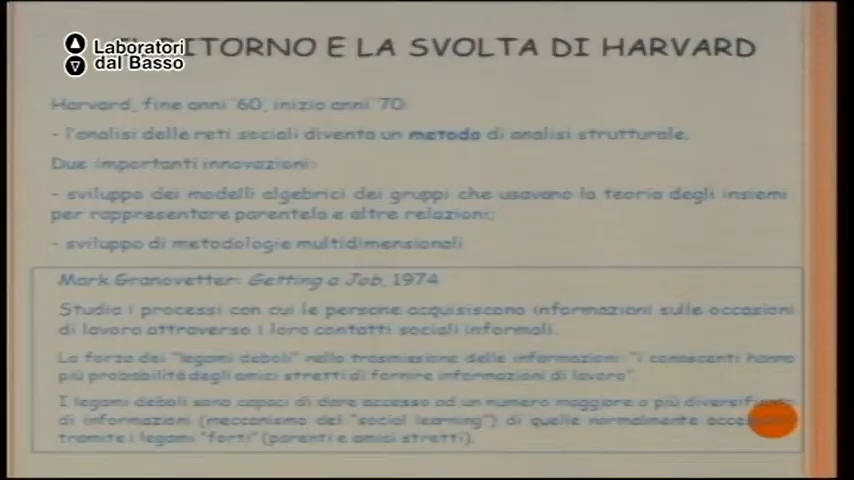 Laboratori
dal Basso
RITORNO E LA SVOLTA DI HARVARD
Harvard, fine anni '60, inizio anni '70:
- l'analisi delle reti sociali diventa un metodo di analisi strutturale.
Due importanti innovazioni:
- sviluppo dei modelli algebrici dei gruppi che usavano la teoria degli insiemi
per rappresentare parentela e altre relazioni;
- sviluppo di metodologie multidimensionali
Mark Granovetter: Getting a Job, 1974
Studia i processi con cui le persone acquisiscono informazioni sulle occasioni
di lavoro attraverso i loro contatti sociali informali.
La forza dei "legami deboli" nella trasmissione delle informazioni: "i conoscenti hanno
più probabilità degli amici stretti di fornire informazioni di lavoro".
I legami deboli sono capaci di dare accesso ad un numero maggiore a più
di informazioni (meccanismo del "social learning") di quelle normalmente
tramite i legami "forti" (parenti e amici stretti).